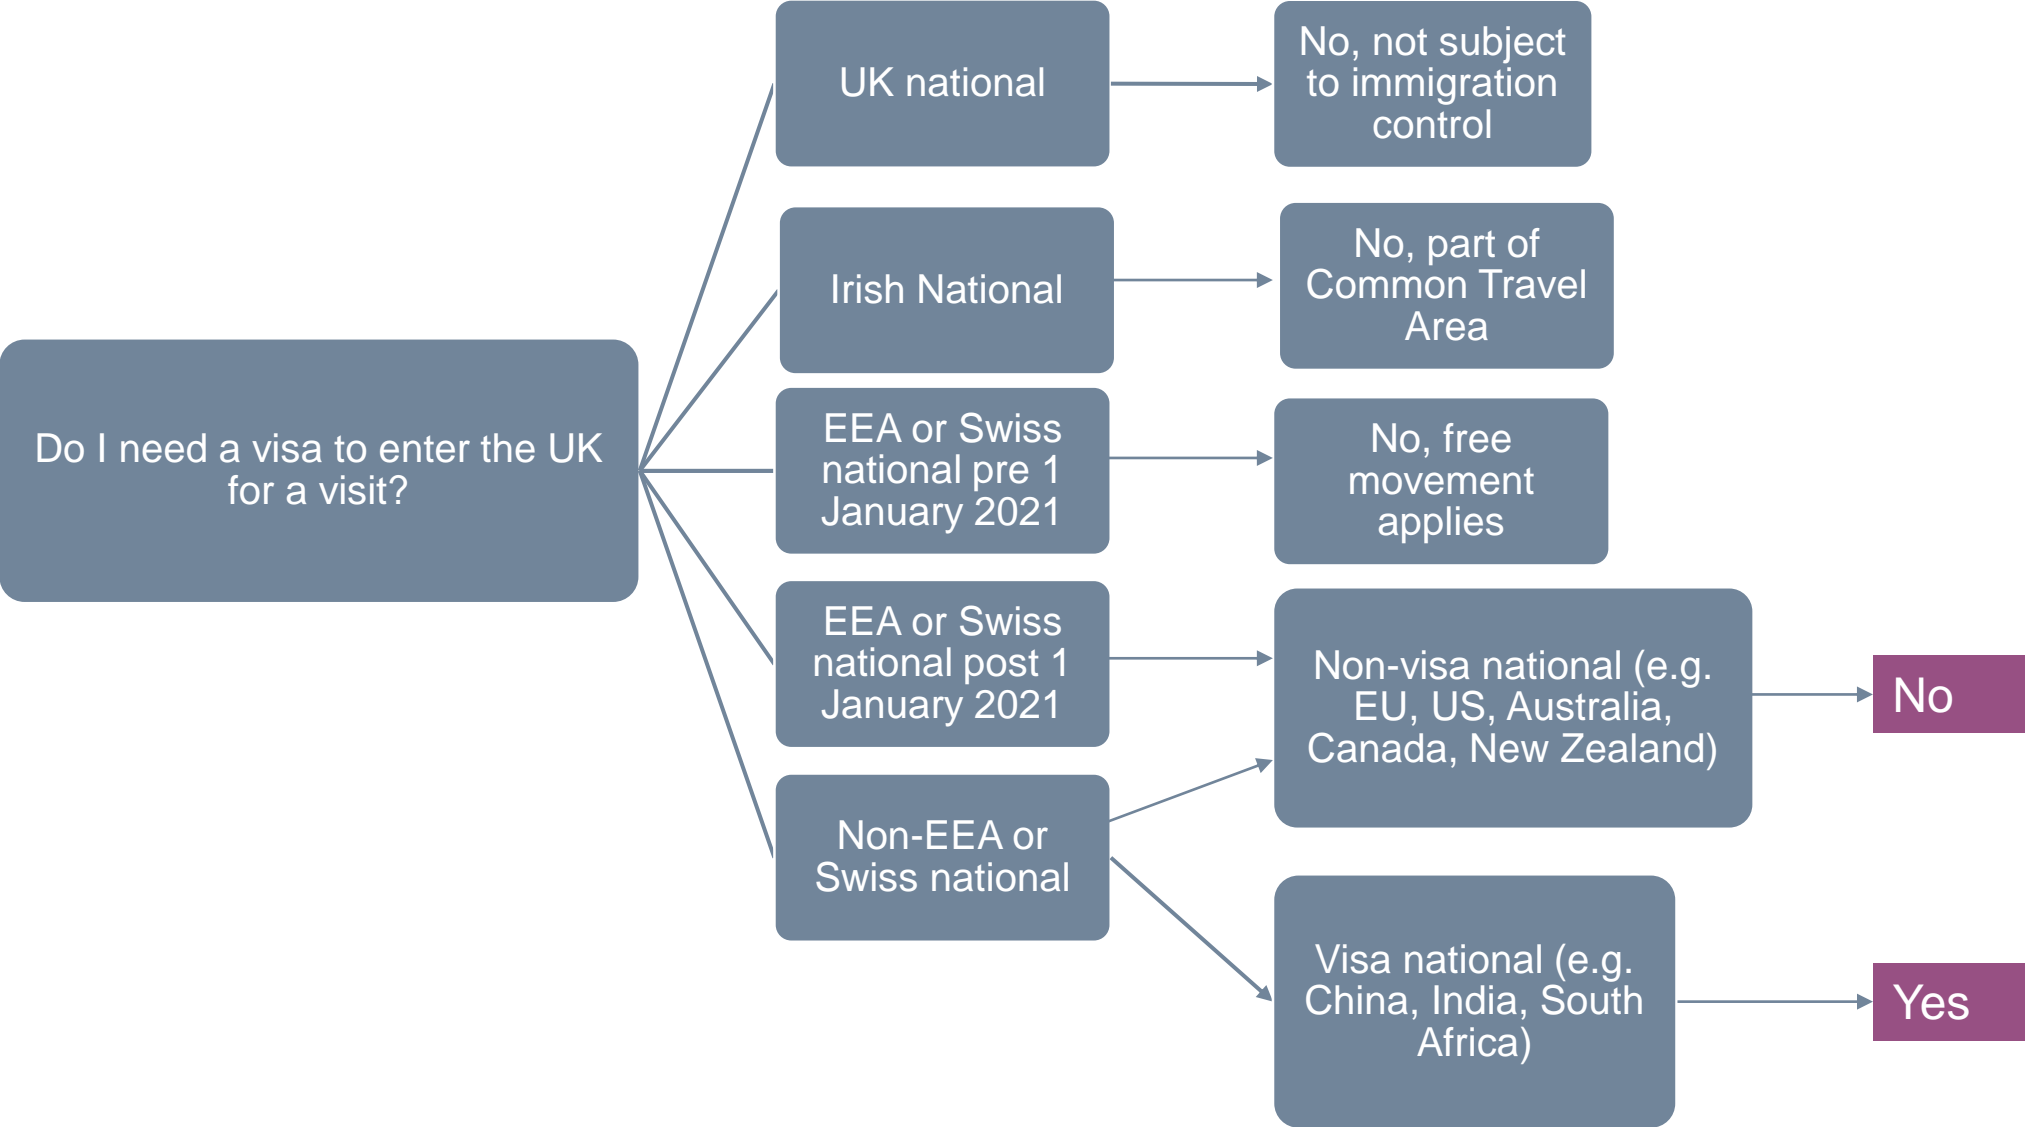 Do I need a visa to enter the UK
for a visit?
UK national
No, not subject
to immigration
control
Irish National
No, part of
Common Travel
Area
EEA or Swiss
national pre 1
January 2021
No, free
movement
applies
EEA or Swiss
national post 1
January 2021
Non-visa national (e.g.
EU, US, Australia,
Canada, New Zealand)
No
Non-EEA or
Swiss national
Visa national (e.g.
China, India, South
Africa)
Yes